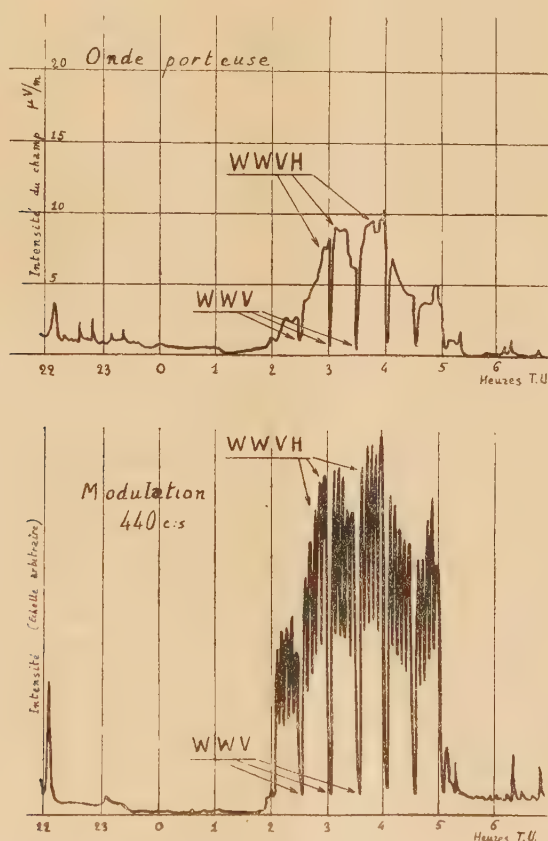 20
Onde porteuse
Intensité du champ μV/m
15
WWVH
10
5
WWV
22 23 0 1 2 3 4 5 6
Heures T.U.
WWVH
Modulation
440 c:s
Intensité (Echelle arbitraire)
WWV
22 23 0 1 2 3 4 5 6
Heures T.U.